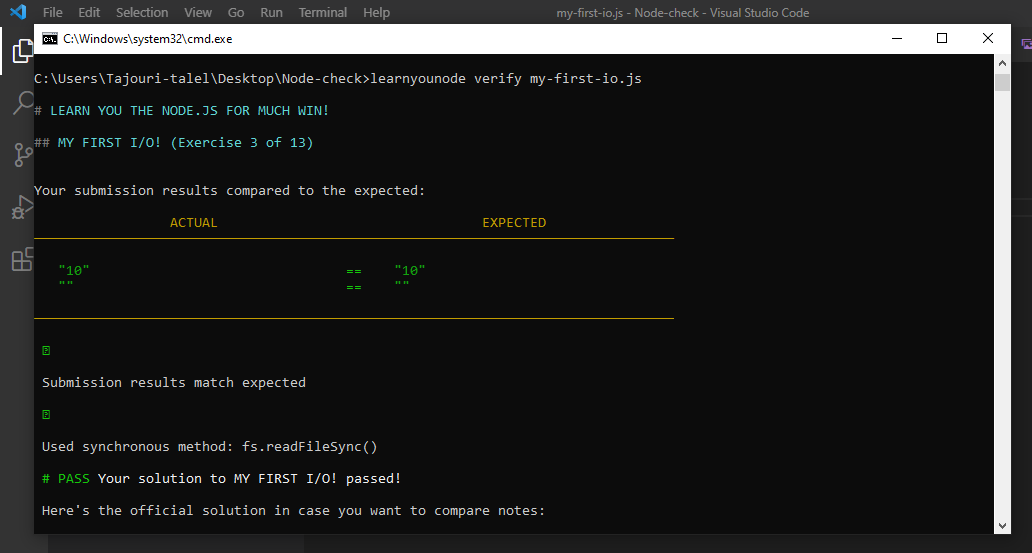 File Edit Selection View Go Run Terminal Help my-first-io.js - Node-check - Visual Studio Code
C:\Windows\system32\cmd.exe
C:\Users\Tajouri-talel\Desktop\Node-check>learnyounode verify my-first-io.js
# LEARN YOU THE NODE.JS FOR MUCH WIN!
## MY FIRST I/O! (Exercise 3 of 13)
Your submission results compared to the expected:
ACTUAL EXPECTED
"10" == "10"
"" == ""
Submission results match expected
Used synchronous method: fs.readFileSync()
# PASS Your solution to MY FIRST I/O! passed!
Here's the official solution in case you want to compare notes: